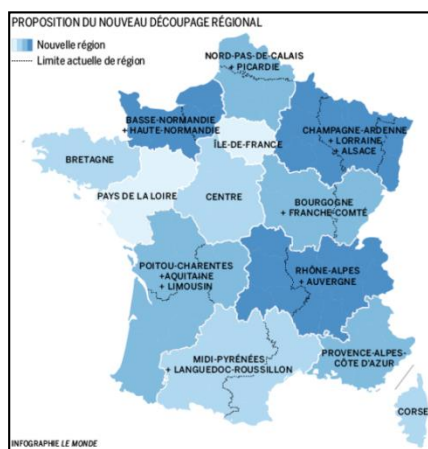 PROPOSITION DU NOUVEAU DÉCOUPAGE RÉGIONAL
Nouvelle région
Limite actuelle de région
NORD-PAS-DE-CALAIS
+ PICARDIE
BASSE-NORMANDIE
+ HAUTE-NORMANDIE
ÎLE-DE-FRANCE
CHAMPAGNE-ARDENNE
+ LORRAINE
+ ALSACE
BRETAGNE
PAYS DE LA LOIRE
CENTRE
BOURGOGNE
+ FRANCHE-COMTÉ
POITOU-CHARENTES
+ AQUITAINE
+ LIMOUSIN
RHÔNE-ALPES
+ AUVERGNE
MIDI-PYRÉNÉES
+ LANGUEDOC-ROUSSILLON
PROVENCE-ALPES-
CÔTE D'AZUR
CORSE
INFOGRAPHIE LE MONDE